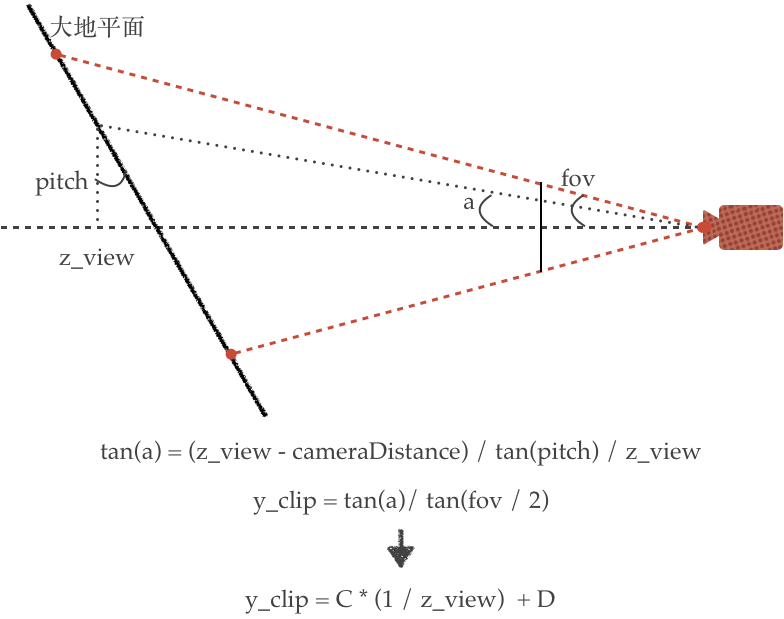 大地平面
fov
pitch
a
z_view
tan(a) = (z_view - cameraDistance) / tan(pitch) / z_view
y_clip = tan(a)/ tan(fov / 2)
y_clip = C * (1 / z_view) + D